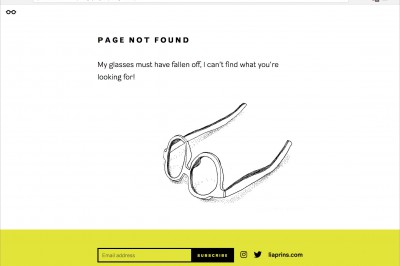 PAGE NOT FOUND
My glasses must have fallen off, I can't find what you're
looking for!
Email address
SUBSCRIBE
liaprins.com